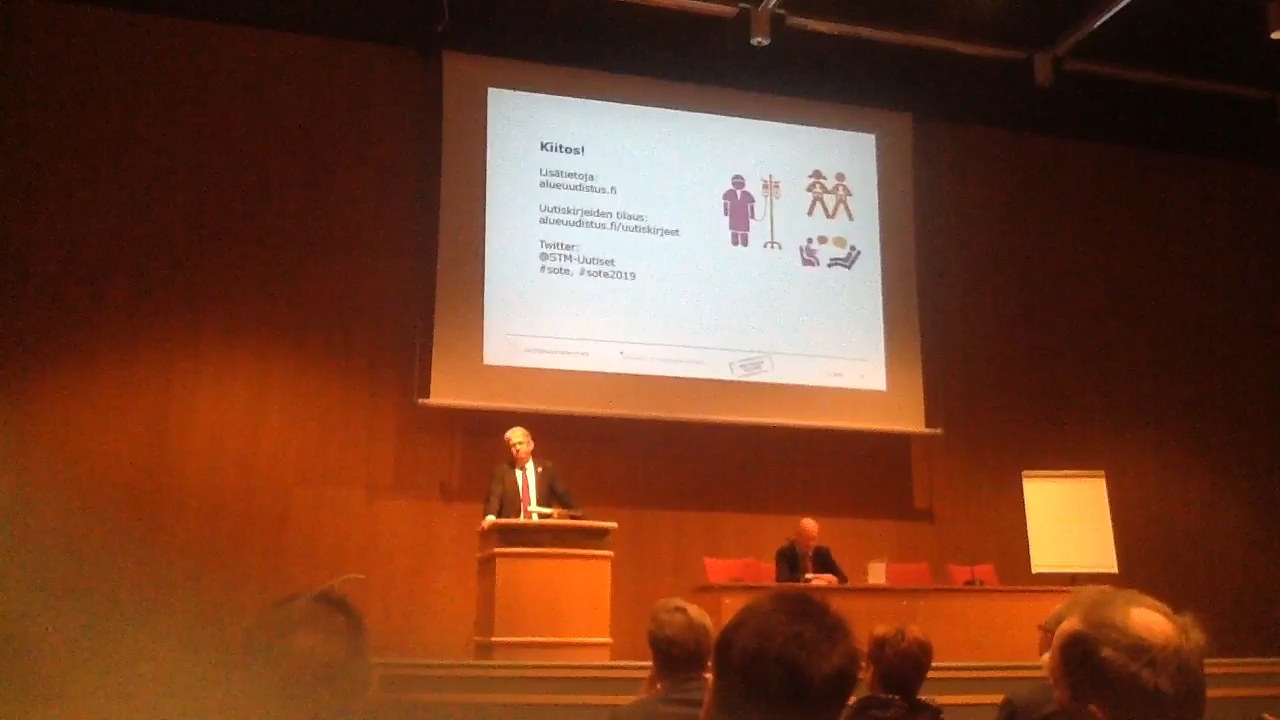 Kiitos!
Lisätietoja:
alueuudistus.fi
Uutiskirjeiden tilaus:
alueuudistus.fi/uutiskirjeet
Twitter:
@STM-Uutiset
#sote, #sote2019